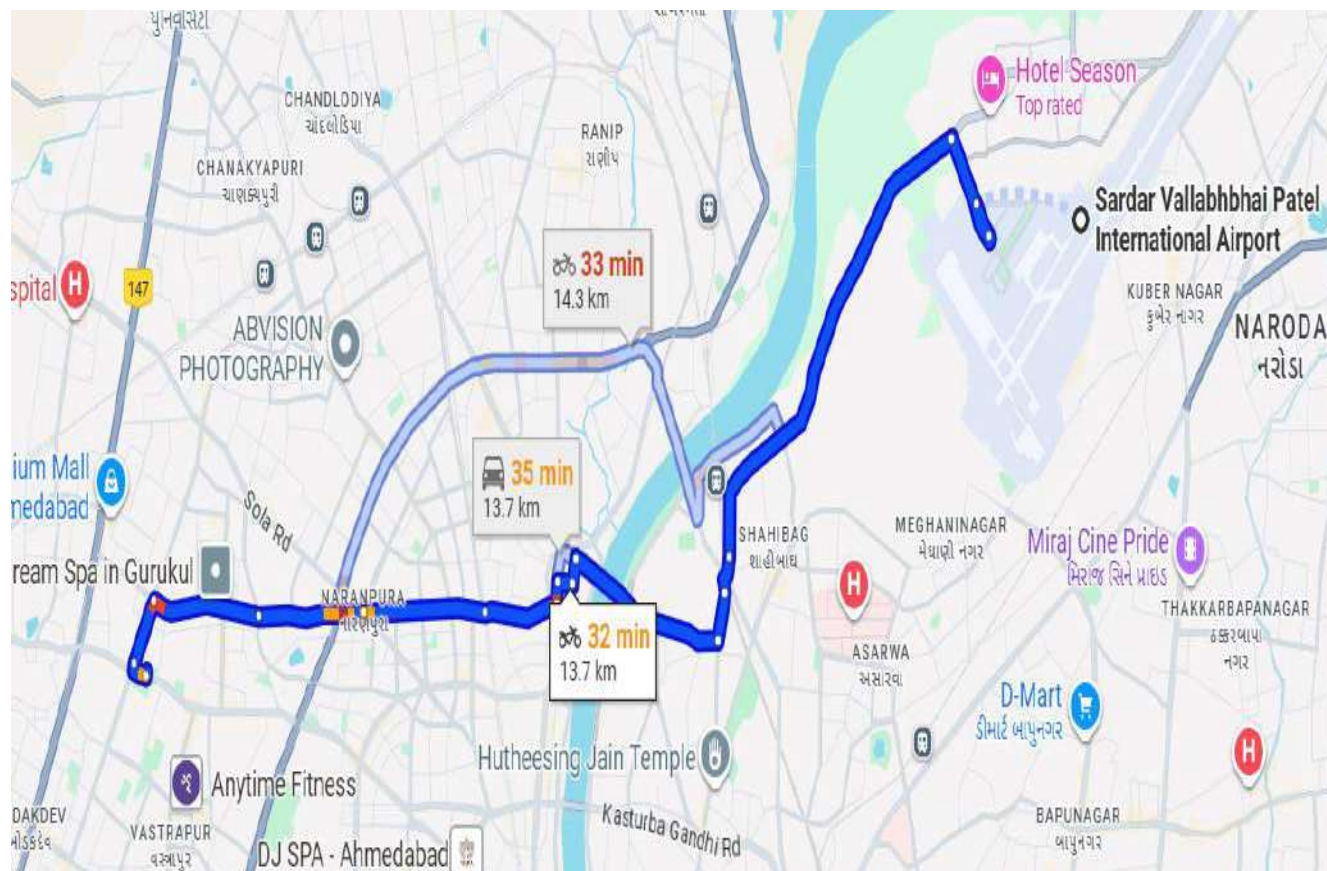 યુનિવર્સિટી
CHANDLODIYA
ચાંદલોડિયા
RANIP
રાણીપ
Hotel Season
Top rated
CHANAKYAPURI
ચાણક્યપુરી
Sardar Vallabhbhai Patel
International Airport
33 min
14.3 km
spital
H
147
KUBER NAGAR
કુબેર નાગર
ABVISION
PHOTOGRAPHY
NARODA
નરોડા
ium Mall
medabad
35 min
13.7 km
Sola Rd
SHAHIBAG
શાહીબાગ
MEGHANINAGAR
મેઘાણી નગર
Miraj Cine Pride
મિરાજ સિને પ્રાઇડ
ream Spa in Gurukul
NARANPURA
નારણપુરા
H
THAKKARBAPANAGAR
ઠક્કરબાપા
નગર
32 min
13.7 km
ASARWA
અસારવા
D-Mart
ડીમાર્ટ બાપુનગર
Hutheesing Jain Temple
H
Anytime Fitness
Kasturba Gandhi Rd
DAKDEV
VASTRAPUR
વસ્ત્રાપુર
DJ SPA - Ahmedabad
BAPUNAGAR
બાપુનગર